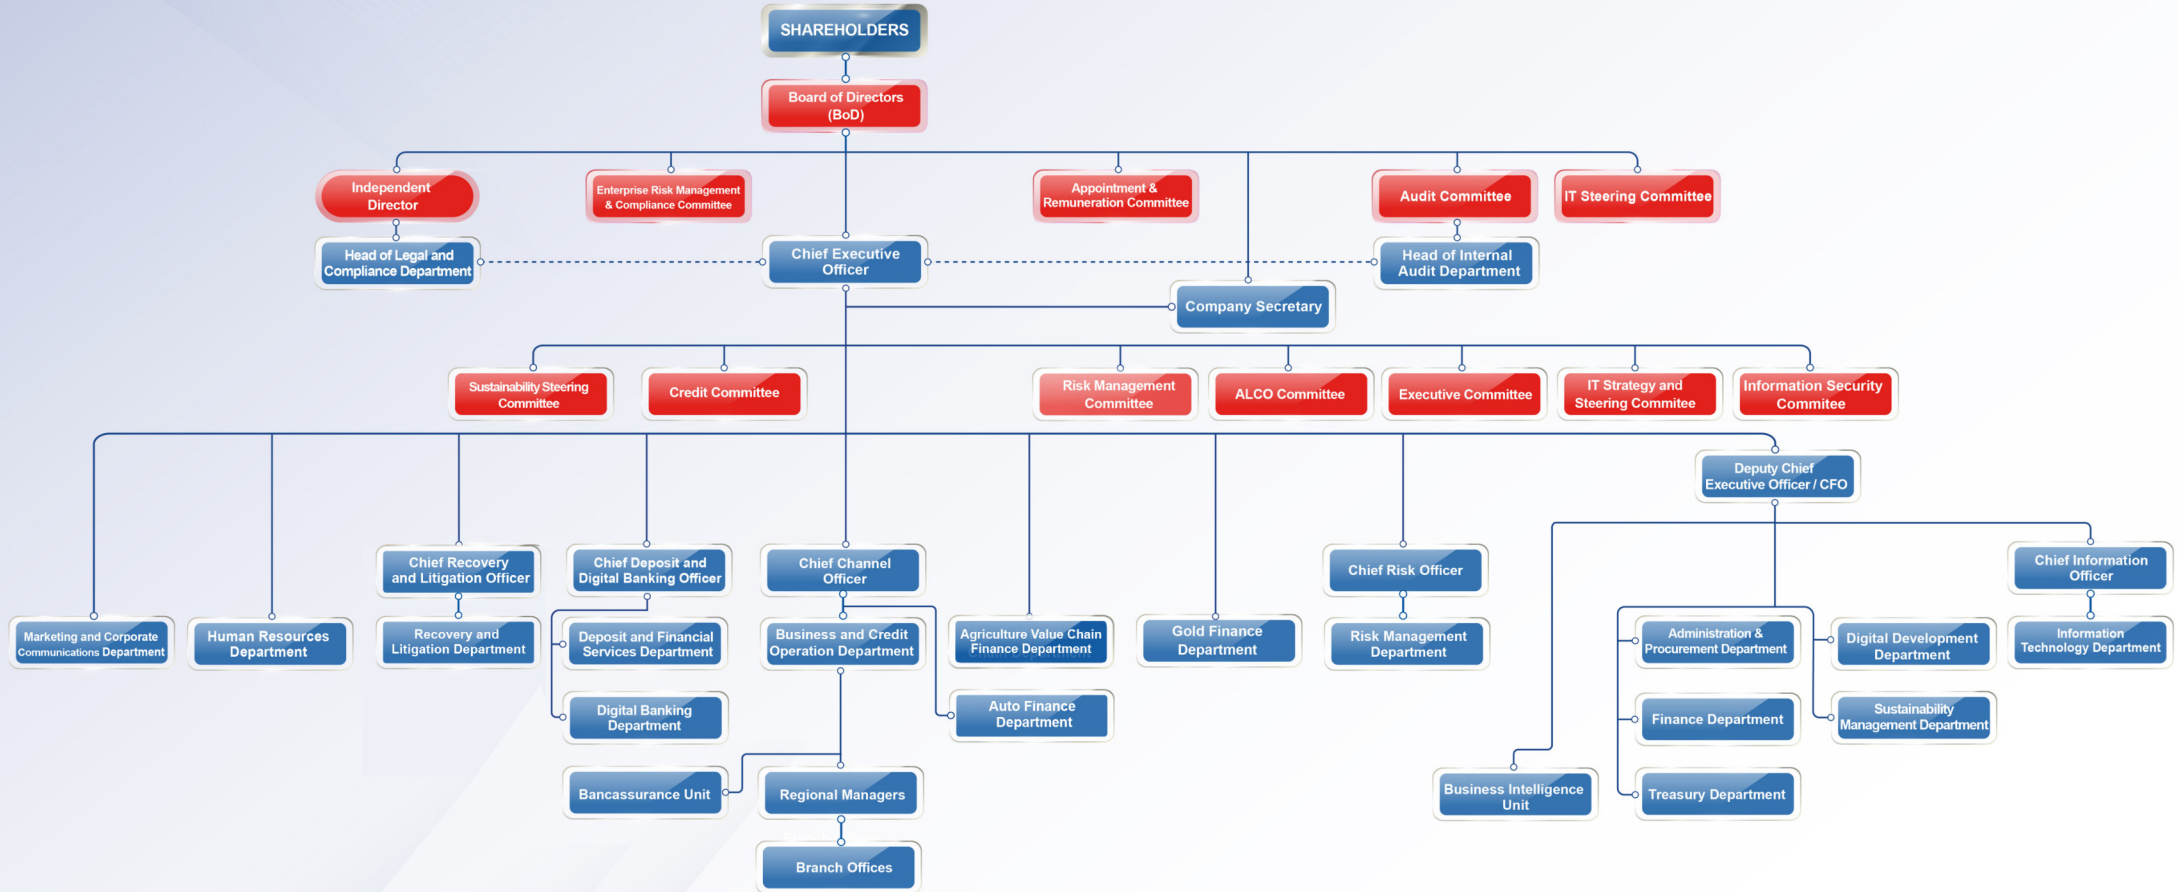 SHAREHOLDERS
Board of Directors
(BoD)
Independent
Director
Enterprise Risk Management
& Compliance Committee
Appointment &
Remuneration Committee
Audit Committee
IT Steering Committee
Head of Legal and
Compliance Department
Chief Executive
Officer
Head of Internal
Audit Department
Company Secretary
Sustainability Steering
Committee
Credit Committee
Risk Management
Committee
ALCO Committee
Executive Committee
IT Strategy and
Steering Commitee
Information Security
Commitee
Deputy Chief
Executive Officer / CFO
Chief Recovery
and Litigation Officer
Chief Deposit and
Digital Banking Officer
Chief Channel
Officer
Chief Risk Officer
Chief Information
Officer
Marketing and Corporate
Communications Department
Human Resources
Department
Recovery and
Litigation Department
Deposit and Financial
Services Department
Business and Credit
Operation Department
Agriculture Value Chain
Finance Department
Gold Finance
Department
Risk Management
Department
Administration &
Procurement Department
Digital Development
Department
Information
Technology Department
Digital Banking
Department
Auto Finance
Department
Finance Department
Sustainability
Management Department
Bancassurance Unit
Regional Managers
Business Intelligence
Unit
Treasury Department
Branch Offices